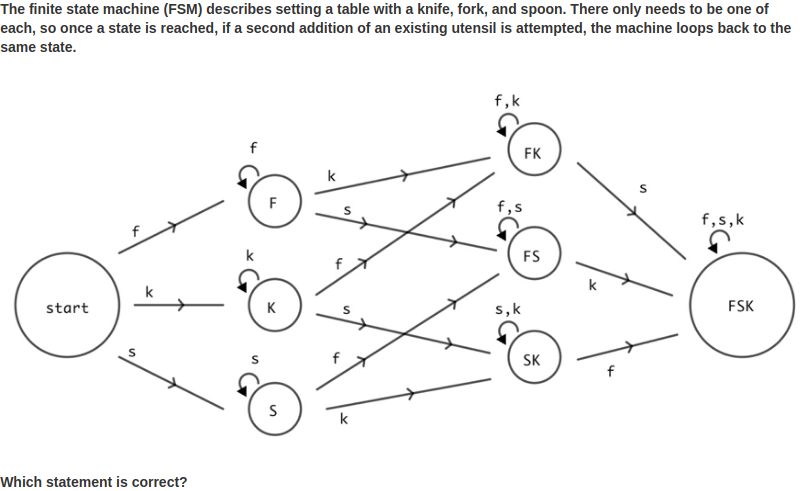 The finite state machine (FSM) describes setting a table with a knife, fork, and spoon. There only needs to be one of
each, so once a state is reached, if a second addition of an existing utensil is attempted, the machine loops back to the
same state.
f,k
f
FK
k
s
F
s
f,s
f,s,k
f
k
f
FS
k
start
K
s
s,k
k
FSK
s
s
f
SK
f
S
k
Which statement is correct?